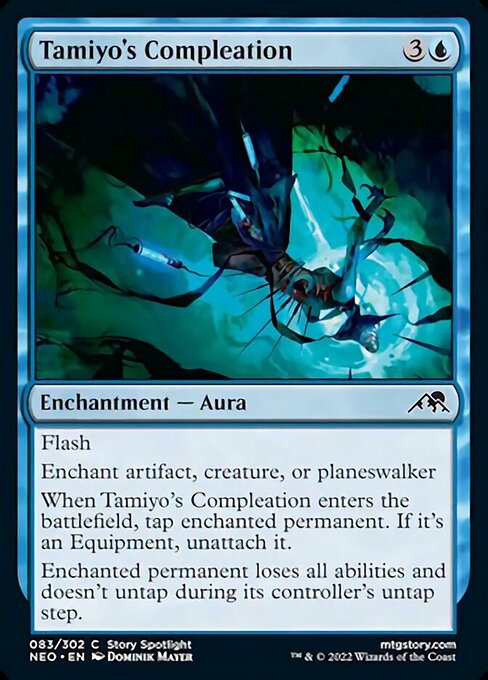 Tamiyo's Compleation 3
Enchantment — Aura
Flash
Enchant artifact, creature, or planeswalker
When Tamiyo's Compleation enters the
battlefield, tap enchanted permanent. If it's
an Equipment, unattach it.
Enchanted permanent loses all abilities and
doesn't untap during its controller's untap
step.
083/302 C Story Spotlight mtgstory.com
NEO • EN Dominik Mayer ™ & © 2022 Wizards of the Coast